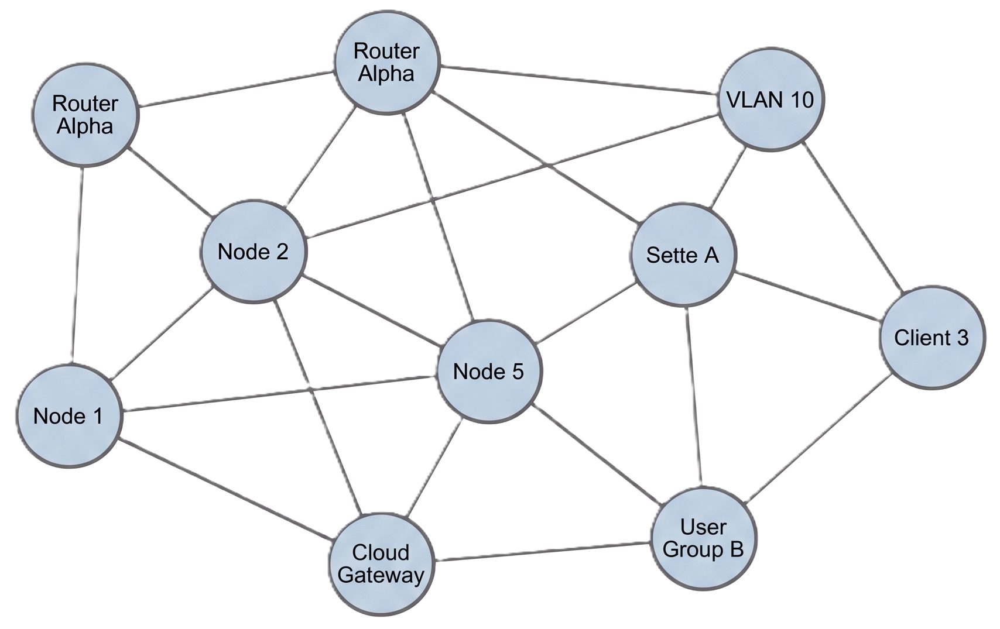 Router
Alpha
Router
Alpha
VLAN 10
Node 2
Sette A
Client 3
Node 5
Node 1
User
Group B
Cloud
Gateway